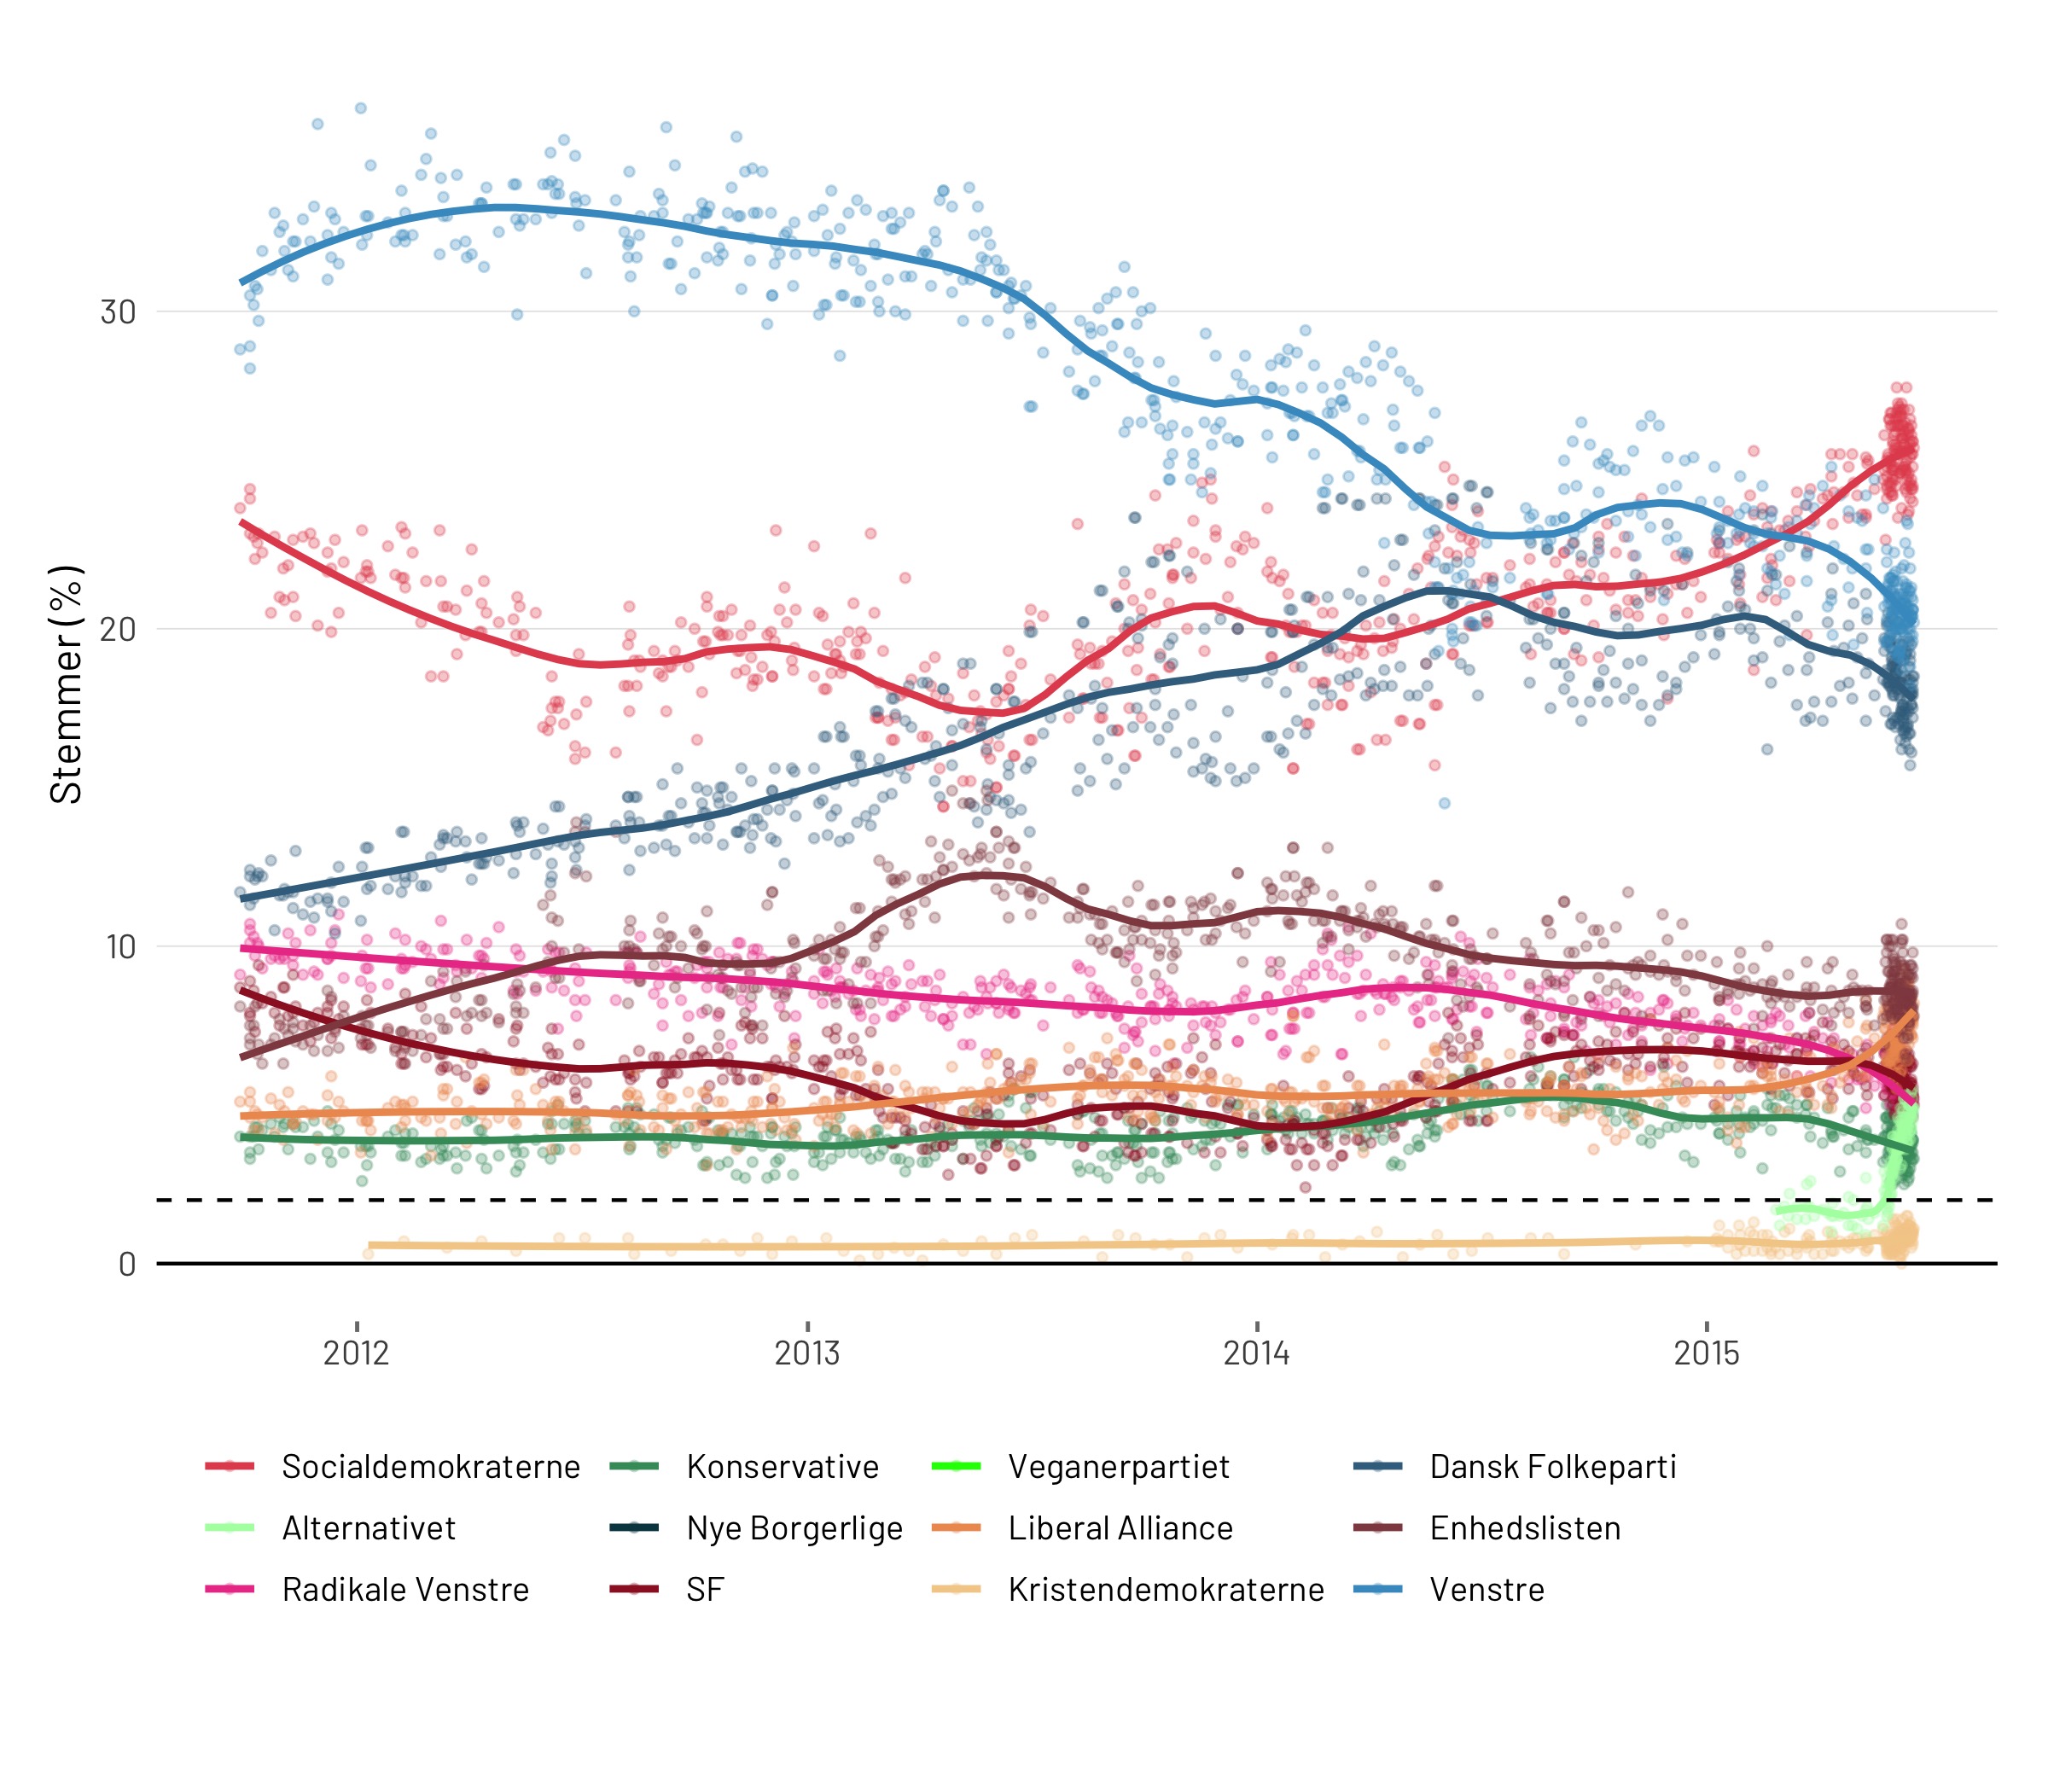 Stemmer (%)
30
20
10
0
2012 2013 2014 2015
Socialdemokraterne Konservative Veganerpartiet Dansk Folkeparti
Alternativet Nye Borgerlige Liberal Alliance Enhedslisten
Radikale Venstre SF Kristendemokraterne Venstre